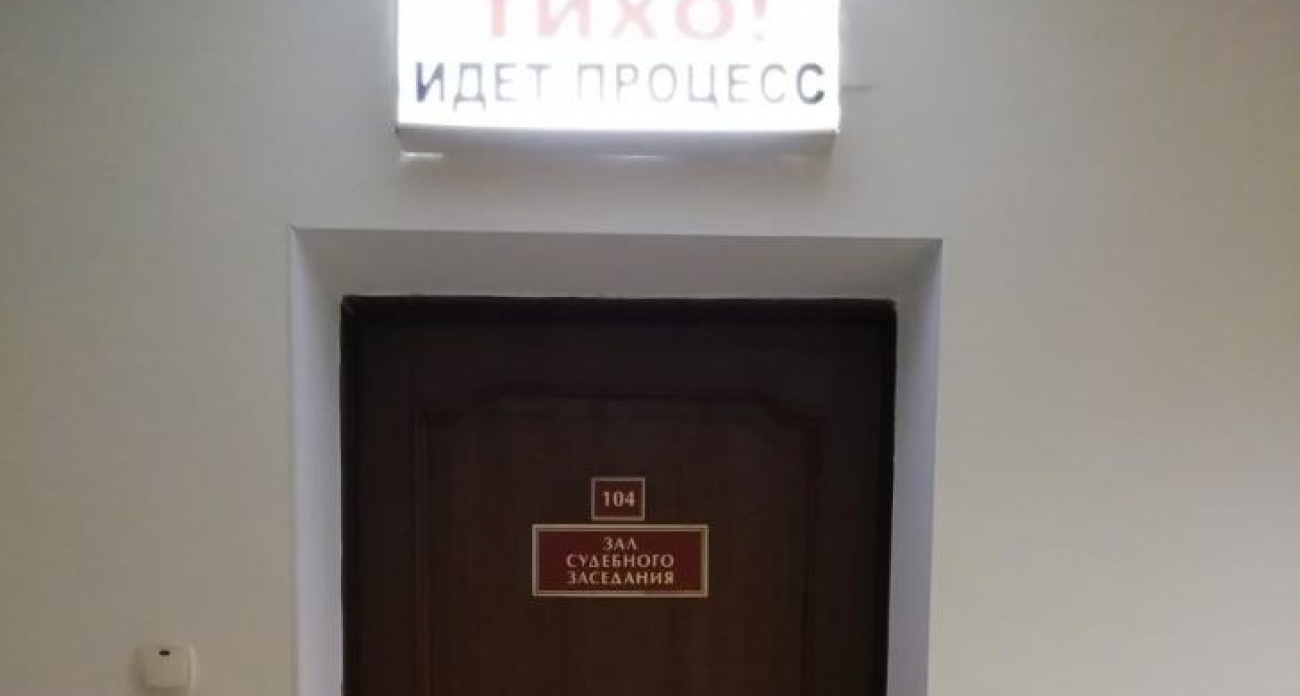 ТИХО!
ИДЕТ ПРОЦЕСС
104
ЗАЛ
СУДЕБНОГО
ЗАСЕДАНИЯ